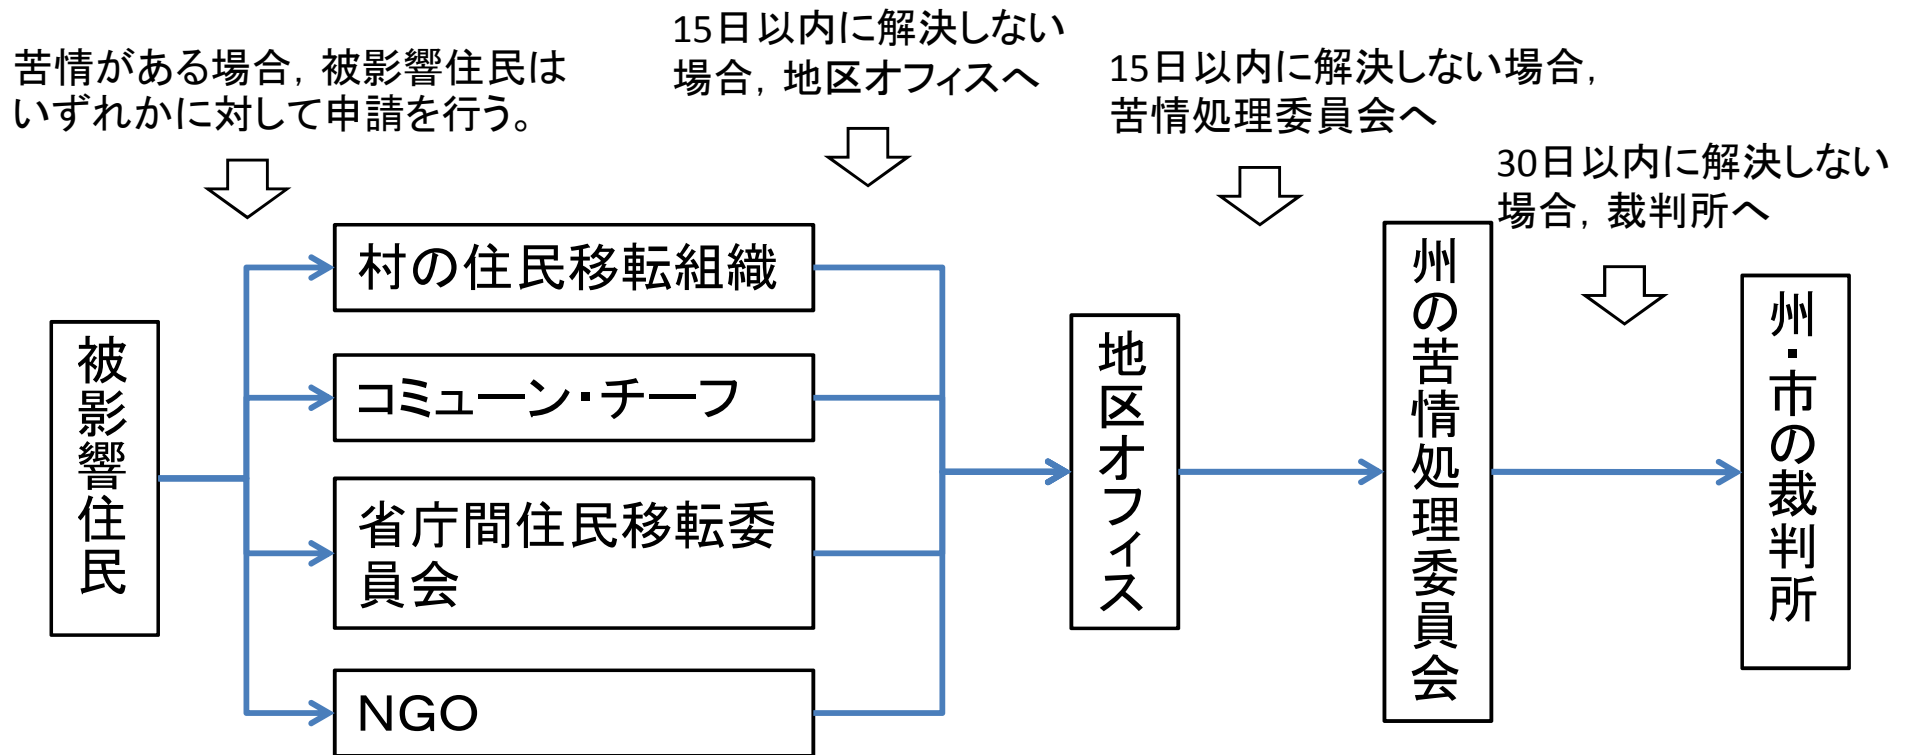 苦情がある場合，被影響住民は
いずれかに対して申請を行う。
15日以内に解決しない
場合，地区オフィスへ
15日以内に解決しない場合，
苦情処理委員会へ
30日以内に解決しない
場合，裁判所へ
被影響住民
村の住民移転組織
コミューン・チーフ
省庁間住民移転委
員会
NGO
地区オフィス
州の苦情処理委員会
州・市の裁判所